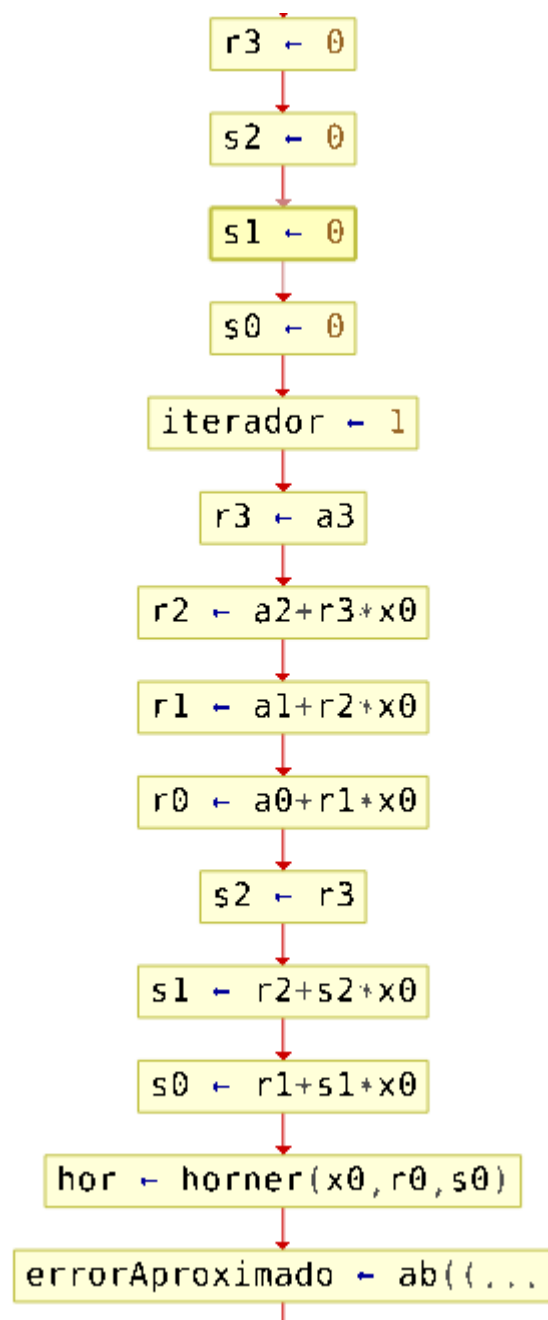 r3 ← 0
s2 ← 0
s1 ← 0
s0 ← 0
iterador ← 1
r3 ← a3
r2 ← a2+r3*x0
r1 ← a1+r2*x0
r0 ← a0+r1*x0
s2 ← r3
s1 ← r2+s2*x0
s0 ← r1+s1*x0
hor ← horner(x0,r0,s0)
errorAproximado ← ab((...